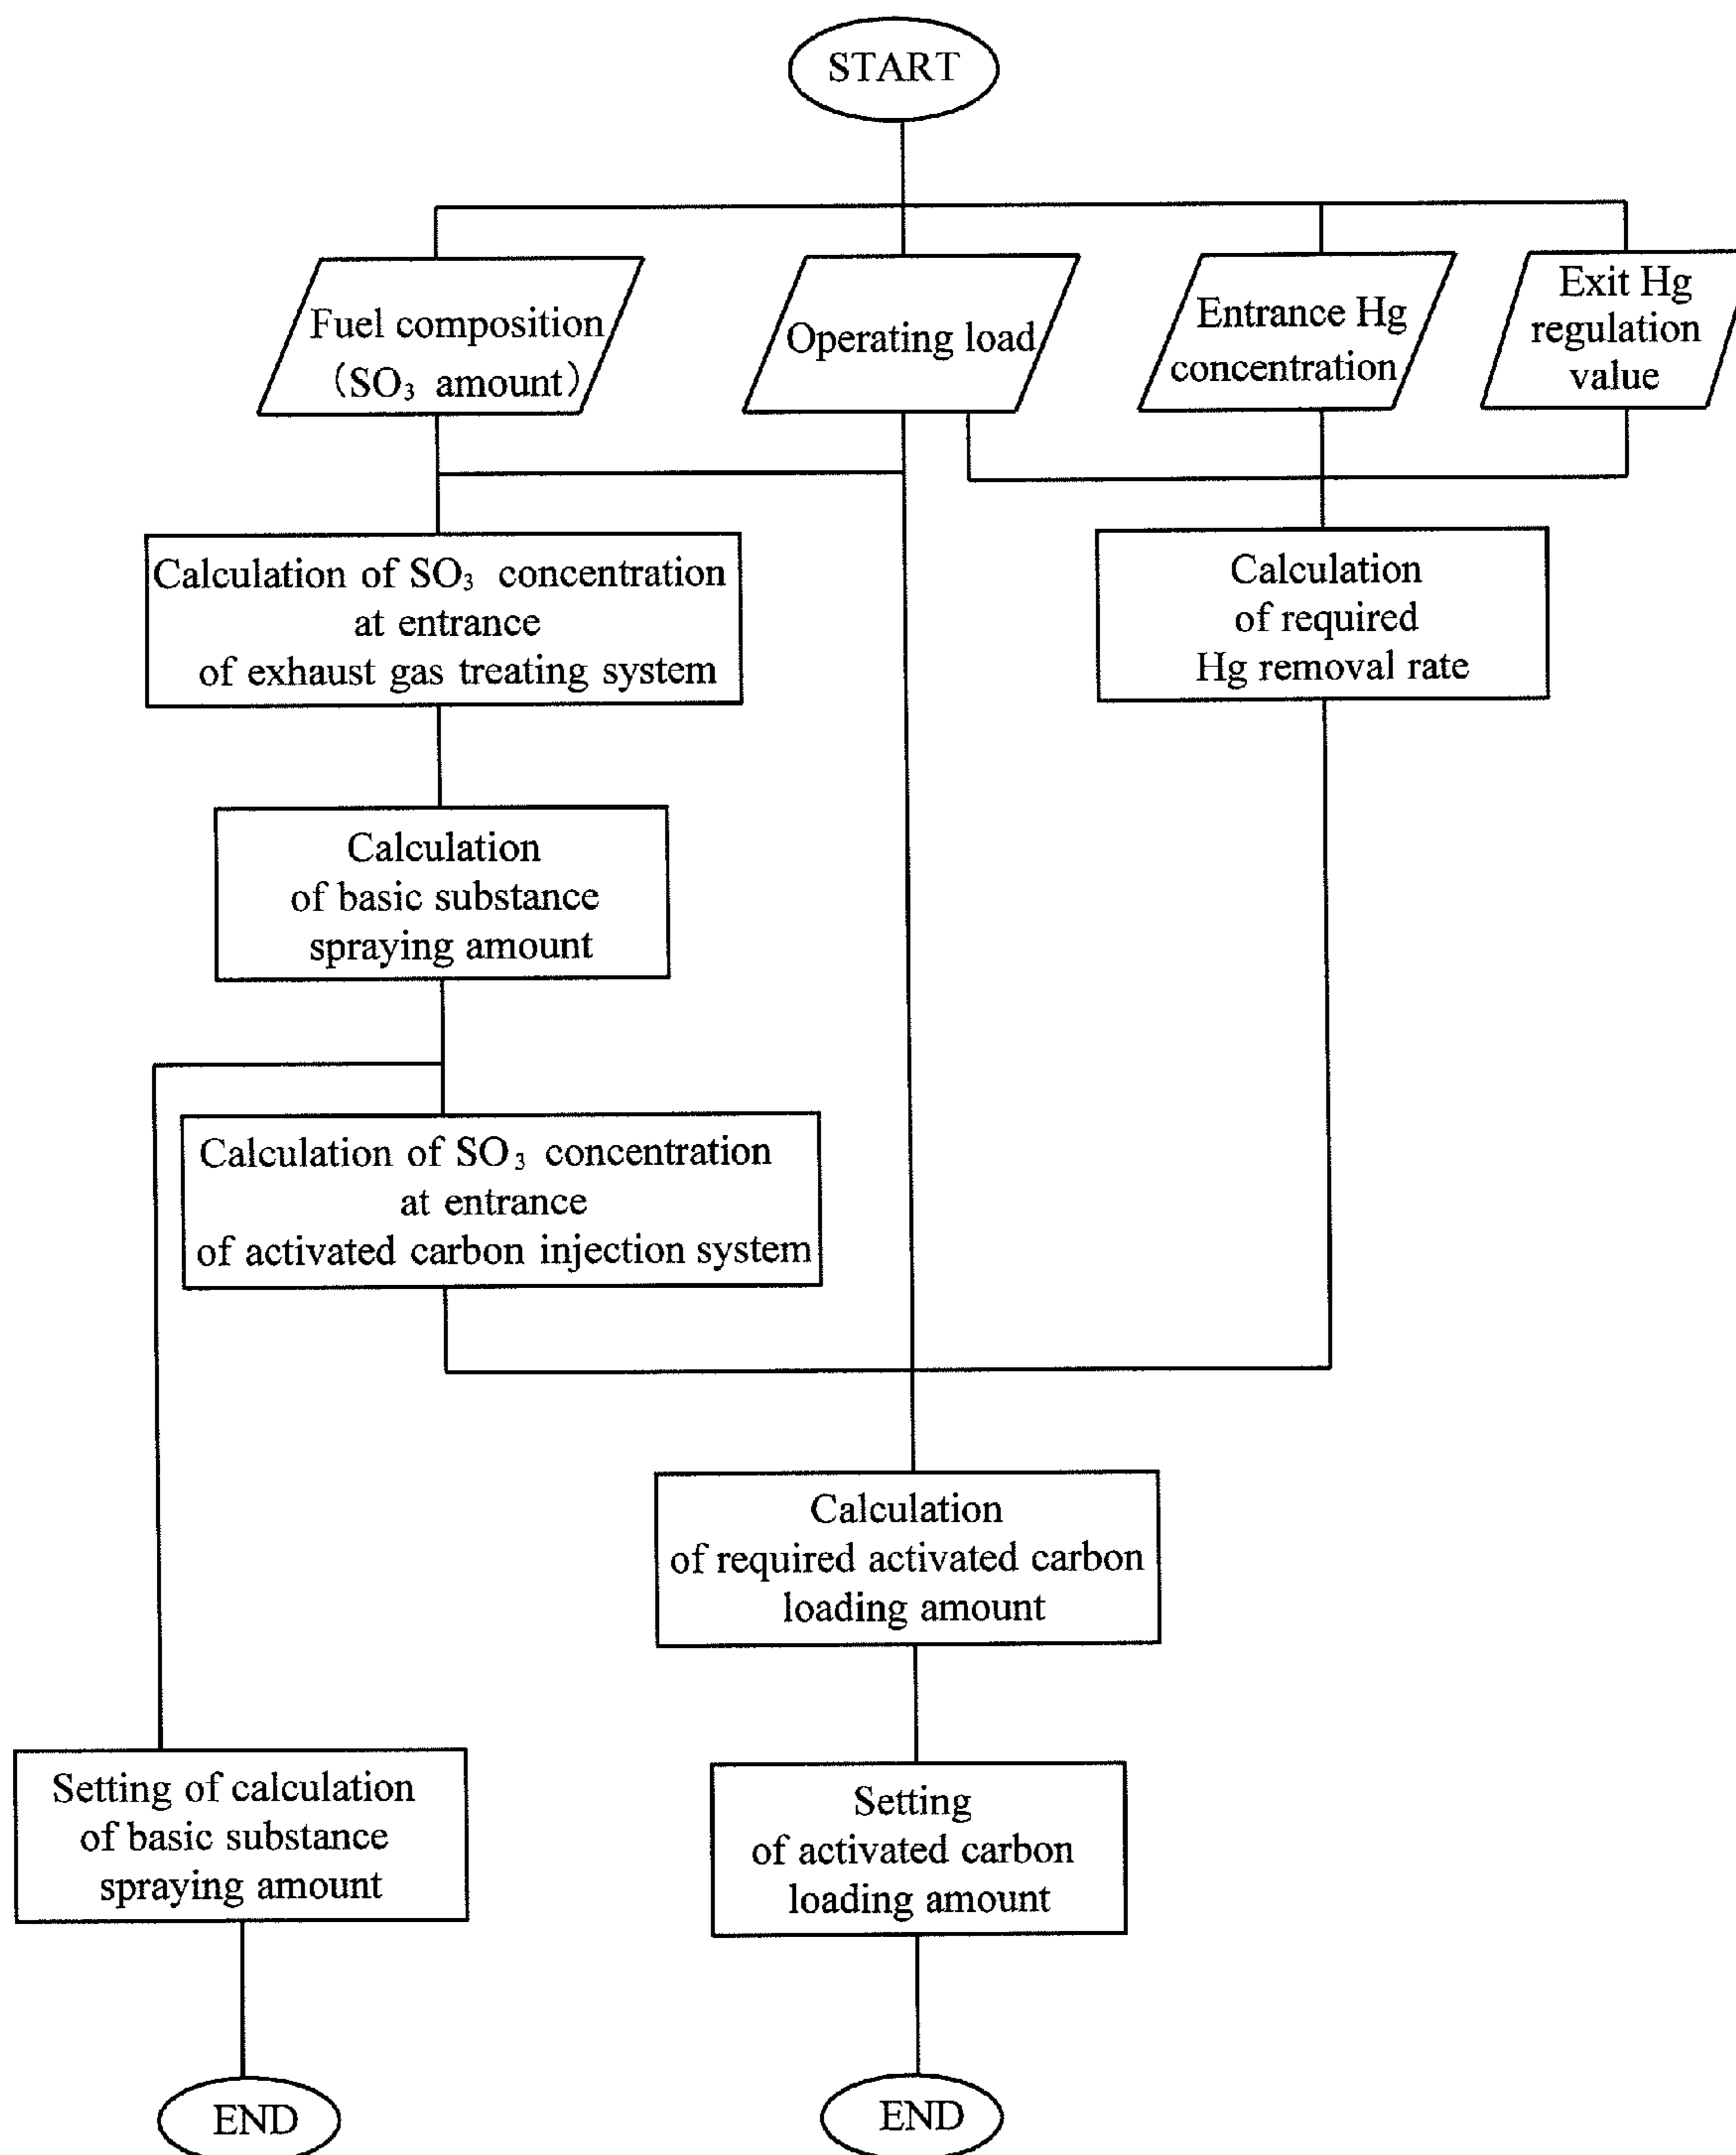 START
Fuel composition
(SO₃ amount)
Operating load
Entrance Hg
concentration
Exit Hg
regulation
value
Calculation of SO₃ concentration
at entrance
of exhaust gas treating system
Calculation
of required
Hg removal rate
Calculation
of basic substance
spraying amount
Calculation of SO₃ concentration
at entrance
of activated carbon injection system
Calculation
of required activated carbon
loading amount
Setting of calculation
of basic substance
spraying amount
Setting
of activated carbon
loading amount
END
END